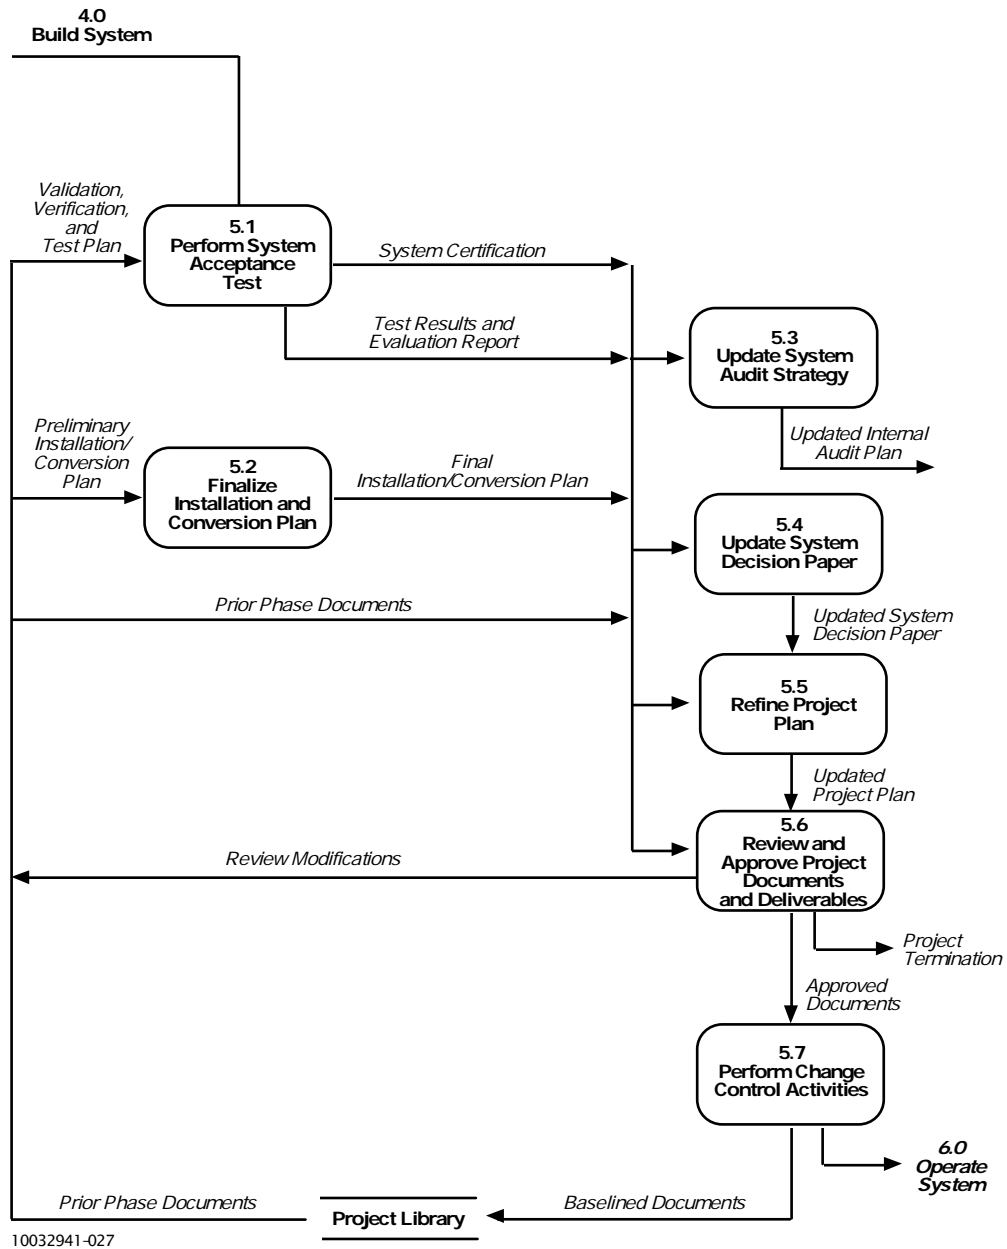 4.0
Build System
Validation,
Verification,
and
Test Plan
5.1
Perform System
Acceptance
Test
System Certification
Test Results and
Evaluation Report
5.3
Update System
Audit Strategy
Updated Internal
Audit Plan
Preliminary
Installation/
Conversion
Plan
5.2
Finalize
Installation and
Conversion Plan
Final
Installation/Conversion Plan
5.4
Update System
Decision Paper
Prior Phase Documents
Updated System
Decision Paper
5.5
Refine Project
Plan
Updated
Project Plan
5.6
Review and
Approve Project
Documents
and Deliverables
Review Modifications
Project
Termination
Approved
Documents
5.7
Perform Change
Control Activities
6.0
Operate
System
Prior Phase Documents
Project Library
Baselined Documents
10032941-027